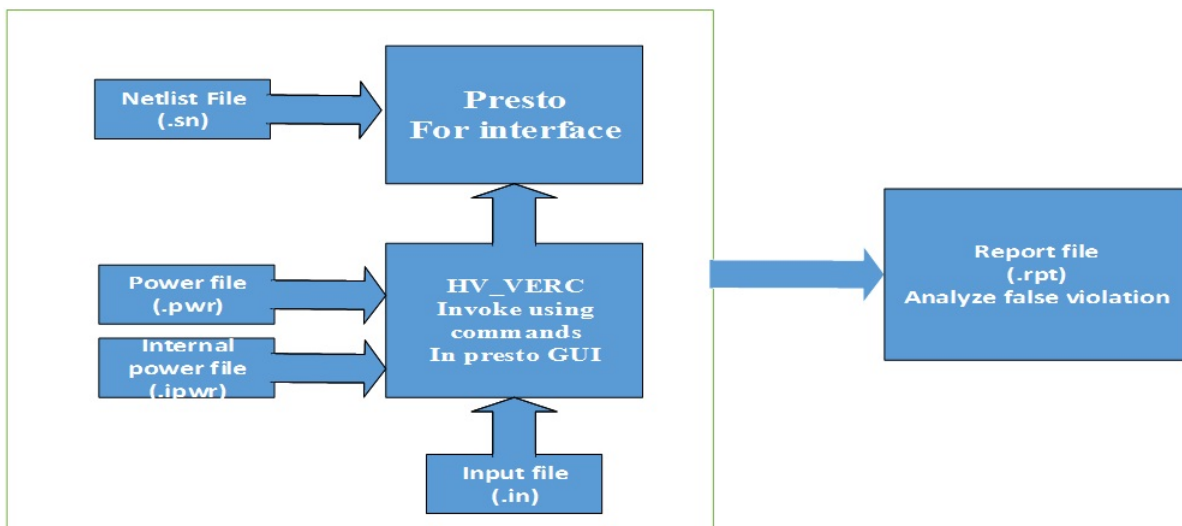 Netlist File
(.sn)
Presto
For interface
Power file
(.pwr)
Internal
power file
(.ipwr)
HV_VERC
Invoke using
commands
In presto GUI
Input file
(.in)
Report file
(.rpt)
Analyze false violation